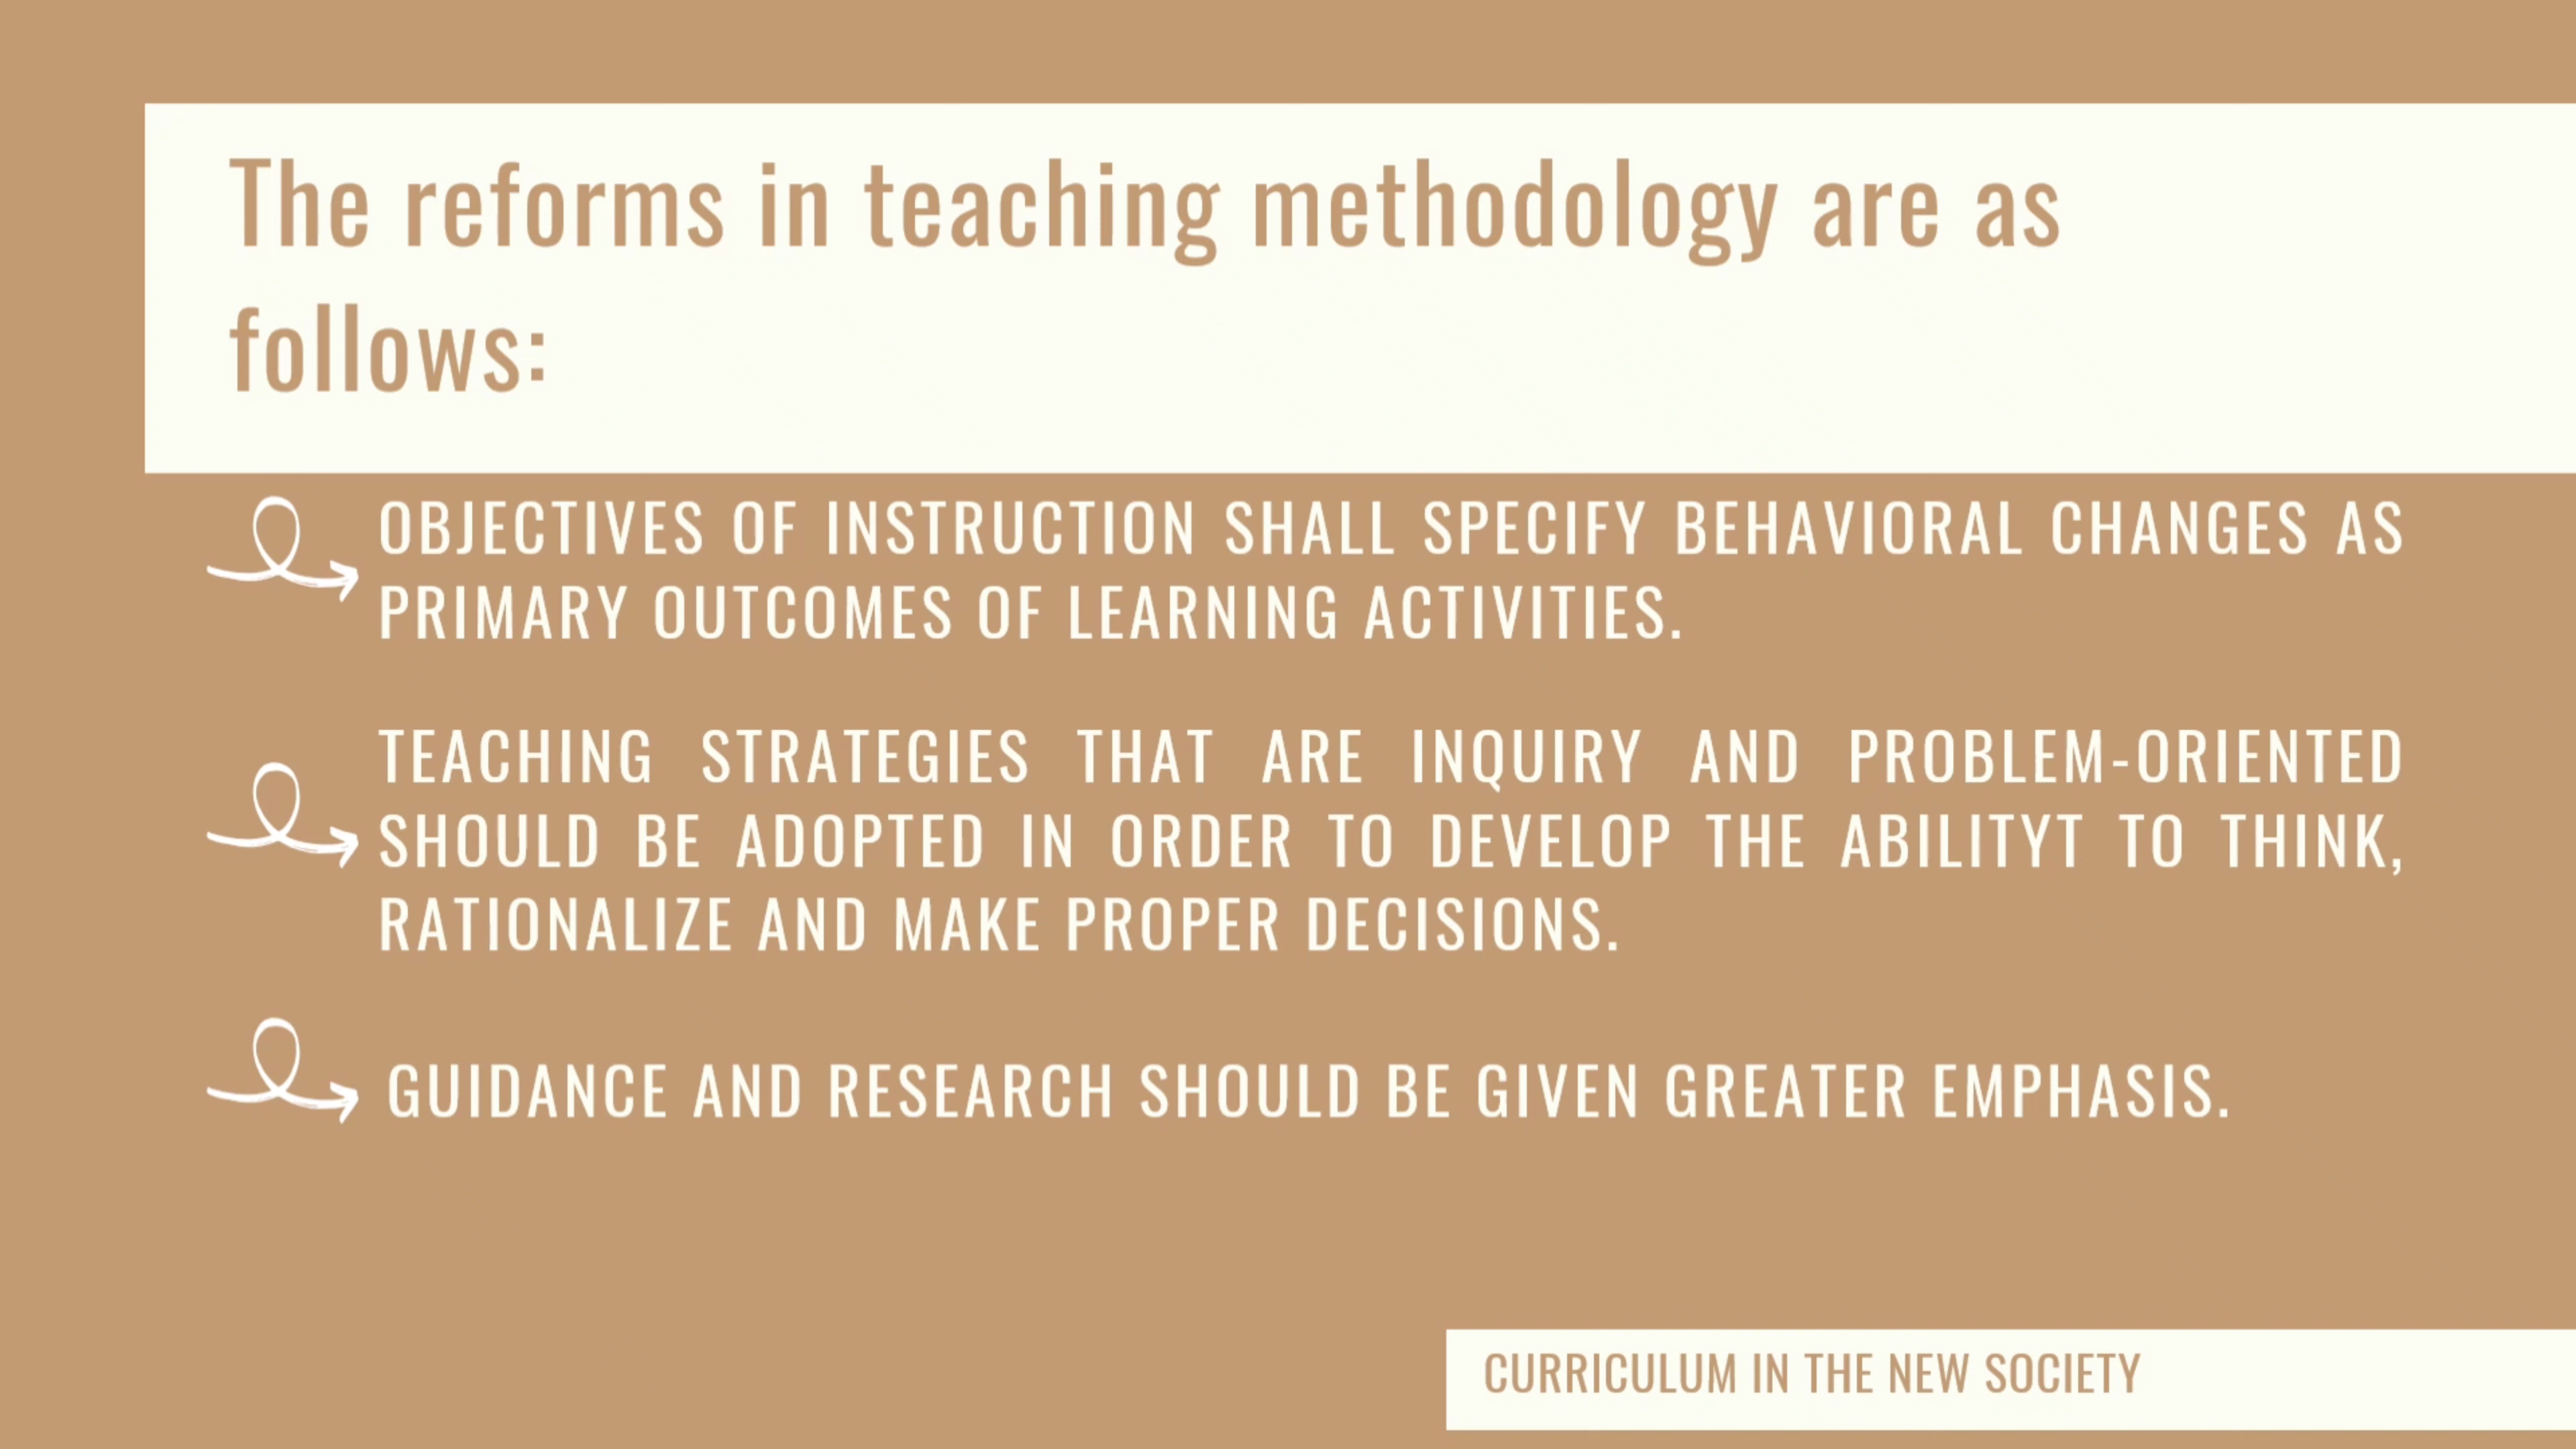 The reforms in teaching methodology are as
follows:
OBJECTIVES OF INSTRUCTION SHALL SPECIFY BEHAVIORAL CHANGES AS
PRIMARY OUTCOMES OF LEARNING ACTIVITIES.
TEACHING STRATEGIES THAT ARE INQUIRY AND PROBLEM-ORIENTED
SHOULD BE ADOPTED IN ORDER TO DEVELOP THE ABILITYT TO THINK,
RATIONALIZE AND MAKE PROPER DECISIONS.
GUIDANCE AND RESEARCH SHOULD BE GIVEN GREATER EMPHASIS.
CURRICULUM IN THE NEW SOCIETY